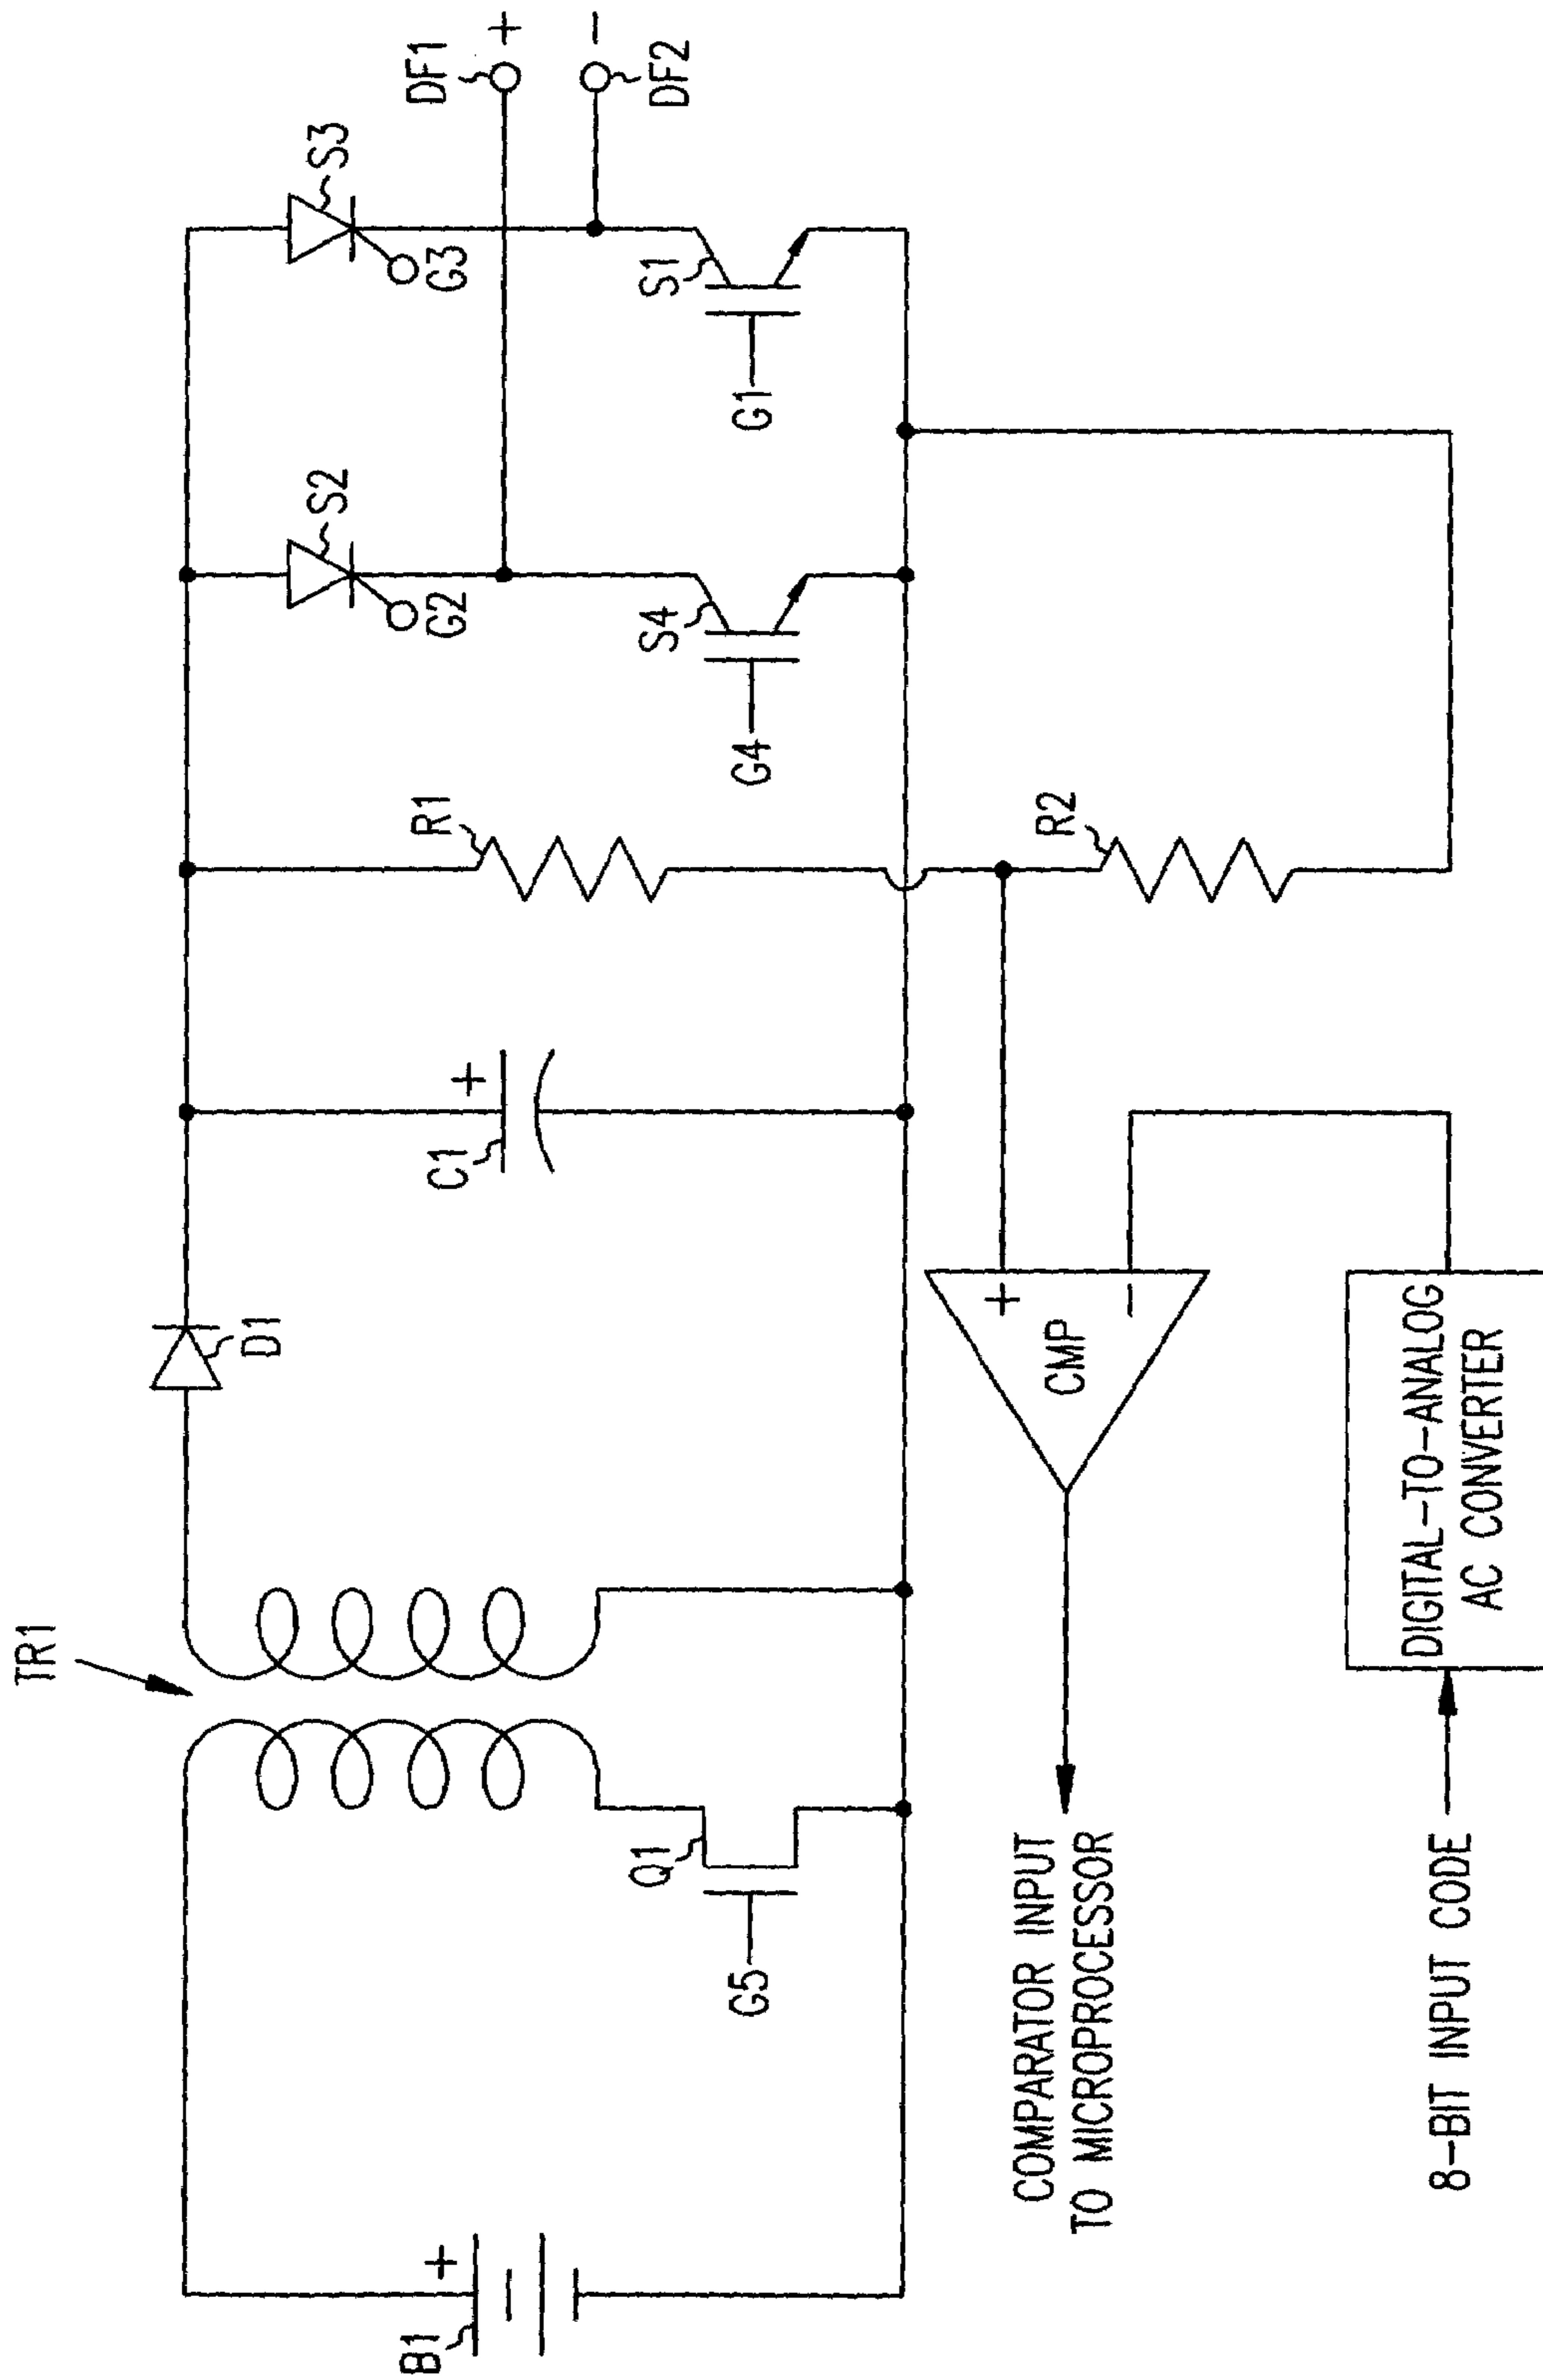 TR1
D1
C1
+
R1
S2
G2
S3
G3
DF1
+
−
DF2
B1
+
Q1
G5
S4
G4
S1
G1
R2
+
−
CMP
COMPARATOR INPUT
TO MICROPROCESSOR
8-BIT INPUT CODE
DIGITAL-TO-ANALOG
AC CONVERTER